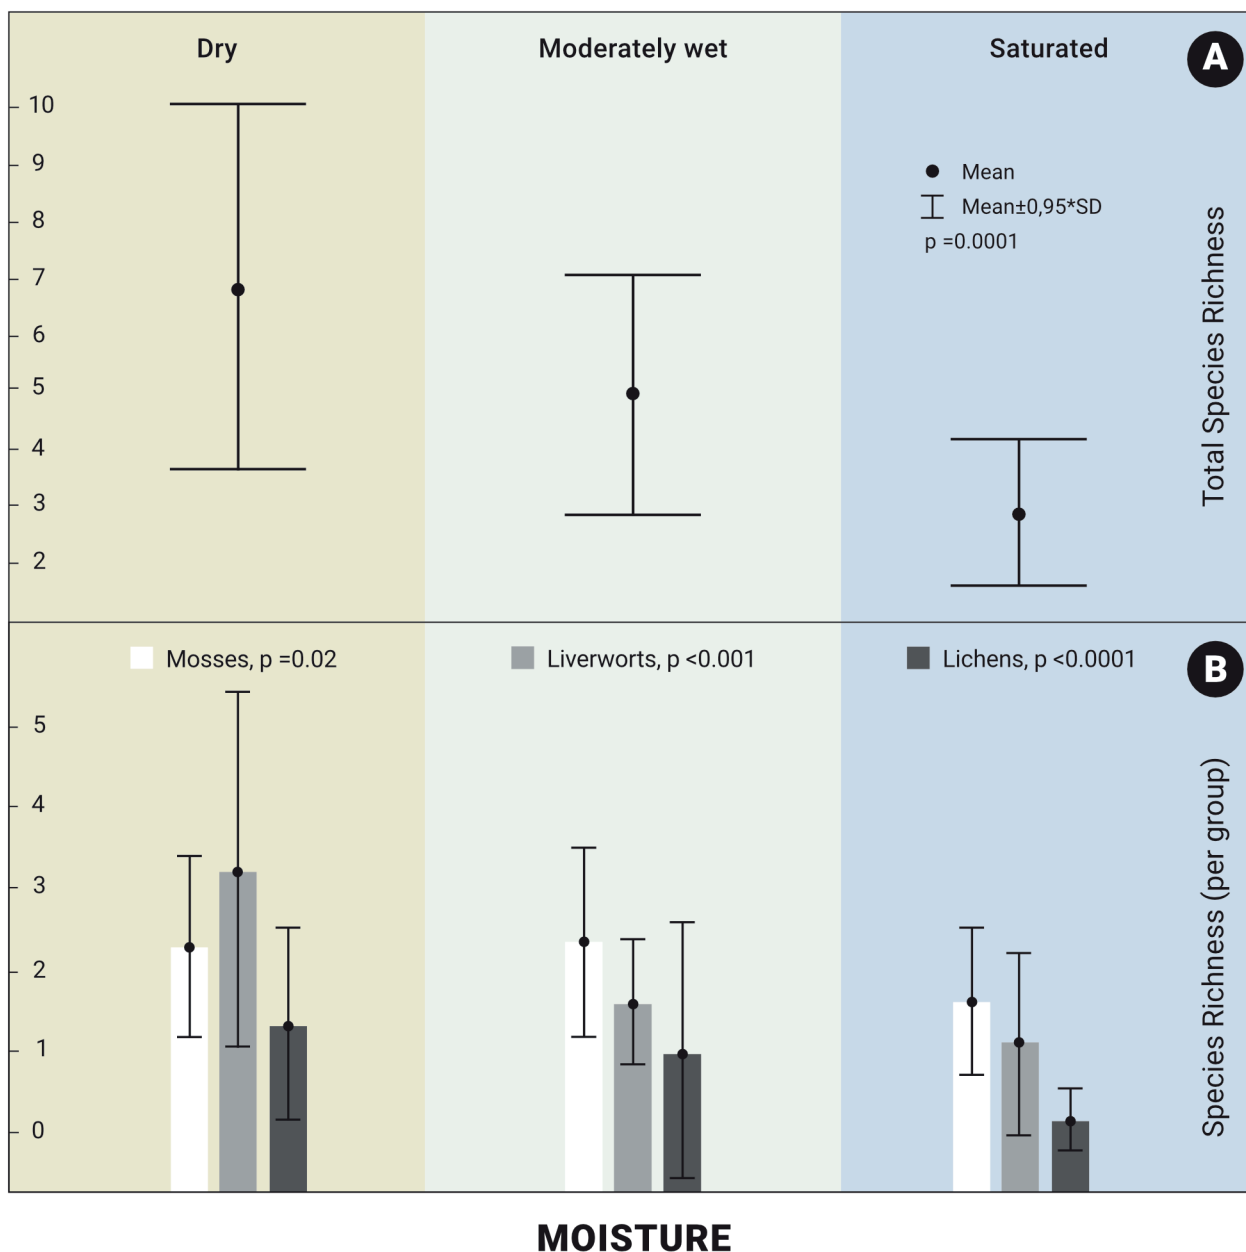 Dry
Moderately wet
Saturated
A
10
9
8
7
6
5
4
3
2
Mean
Mean±0,95*SD
p =0.0001
Total Species Richness
Mosses, p =0.02
Liverworts, p <0.001
Lichens, p <0.0001
B
5
4
3
2
1
0
Species Richness (per group)
MOISTURE